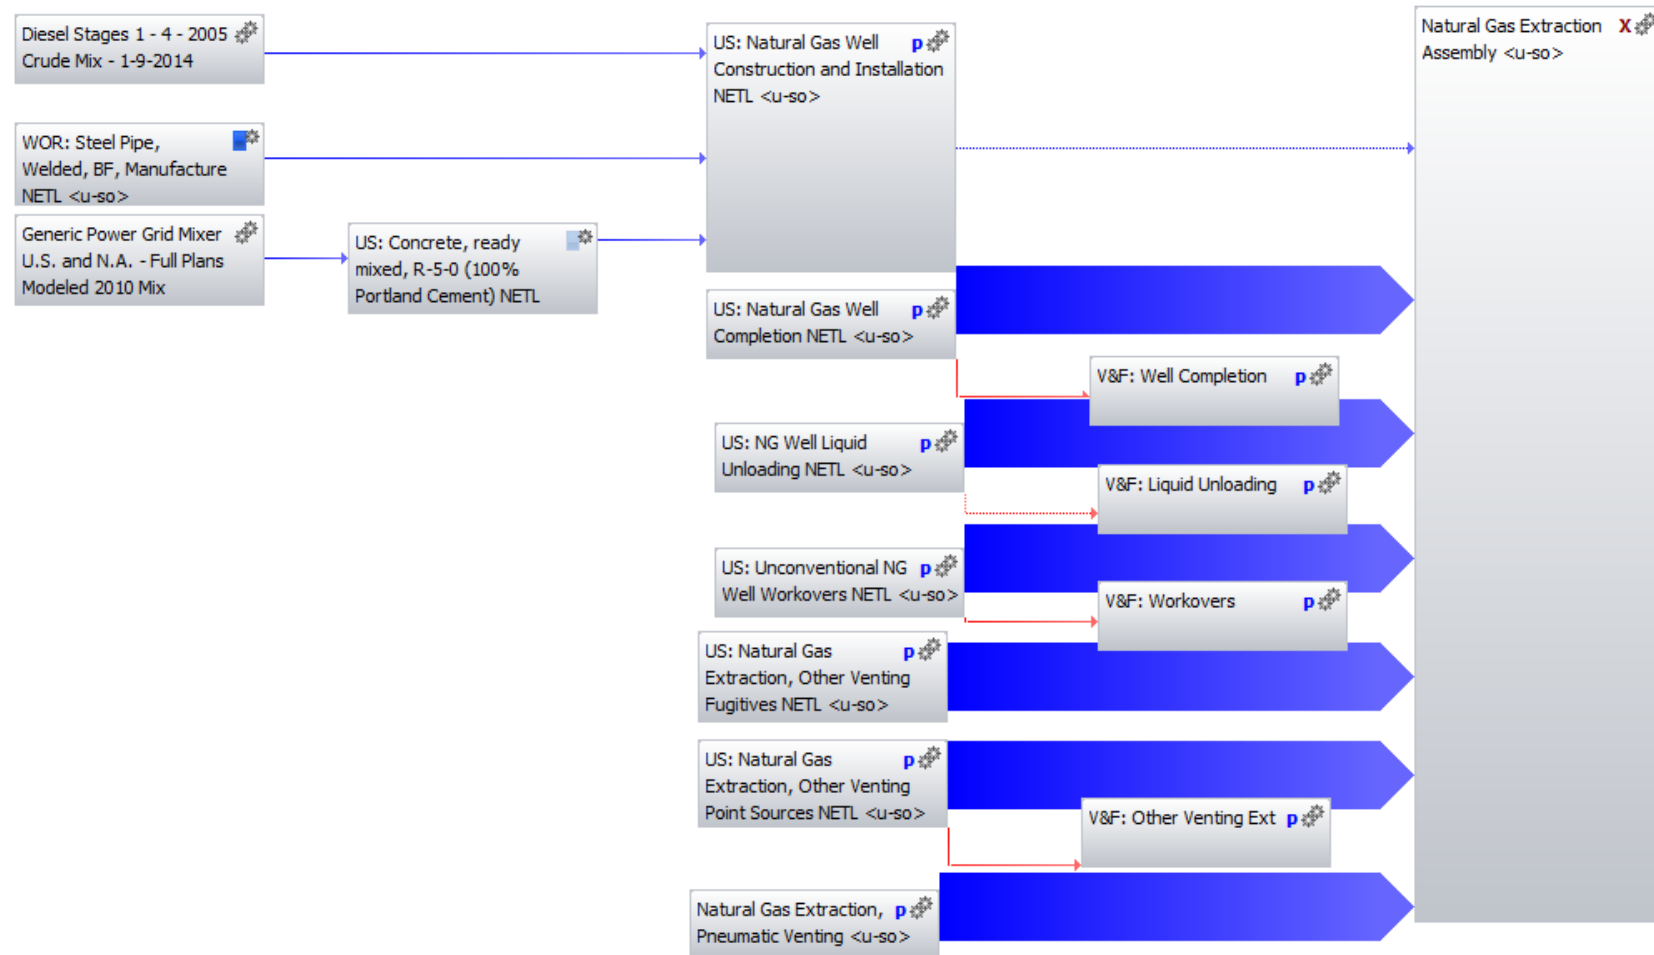 Diesel Stages 1 - 4 - 2005
Crude Mix - 1-9-2014
WOR: Steel Pipe,
Welded, BF, Manufacture
NETL <u-so>
Generic Power Grid Mixer
U.S. and N.A. - Full Plans
Modeled 2010 Mix
US: Concrete, ready
mixed, R-5-0 (100%
Portland Cement) NETL
US: Natural Gas Well p
Construction and Installation
NETL <u-so>
US: Natural Gas Well p
Completion NETL <u-so>
V&F: Well Completion p
US: NG Well Liquid p
Unloading NETL <u-so>
V&F: Liquid Unloading p
US: Unconventional NG p
Well Workovers NETL <u-so>
V&F: Workovers p
US: Natural Gas p
Extraction, Other Venting
Fugitives NETL <u-so>
US: Natural Gas p
Extraction, Other Venting
Point Sources NETL <u-so>
V&F: Other Venting Ext p
Natural Gas Extraction, p
Pneumatic Venting <u-so>
Natural Gas Extraction X
Assembly <u-so>